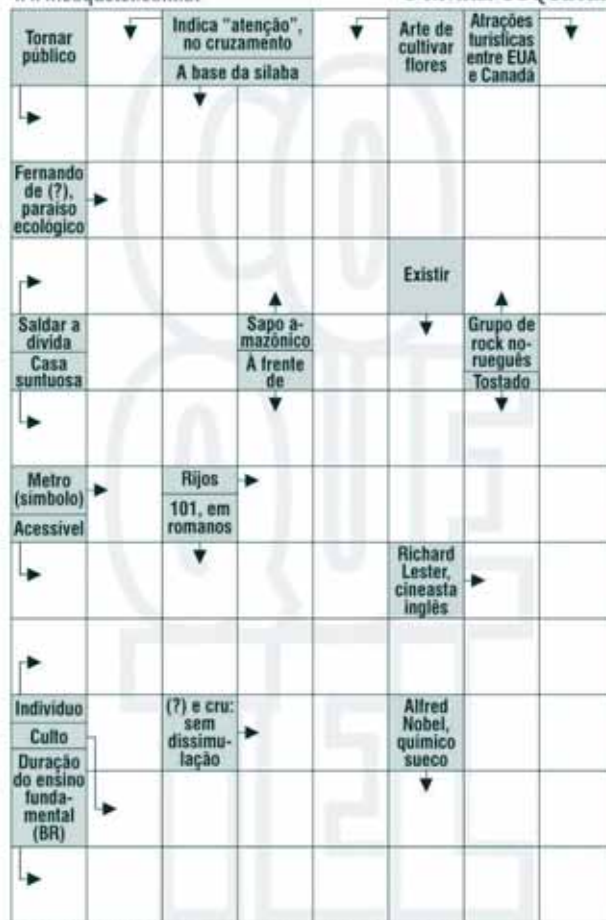 Tornar
público
Indica "atenção",
no cruzamento
A base da sílaba
Arte de
cultivar
flores
Atrações
turísticas
entre EUA
e Canadá
Fernando
de (?),
paraíso
ecológico
Existir
Saldar a
dívida
Casa
suntuosa
Sapo a-
mazônico
À frente
de
Grupo de
rock no-
rueguês
Tostado
Metro
(símbolo)
Acessível
Rijos
101, em
romanos
Richard
Lester,
cineasta
inglês
Indivíduo
Culto
Duração
do ensino
funda-
mental
(BR)
(?) e cru:
sem
dissimu-
lação
Alfred
Nobel,
químico
sueco